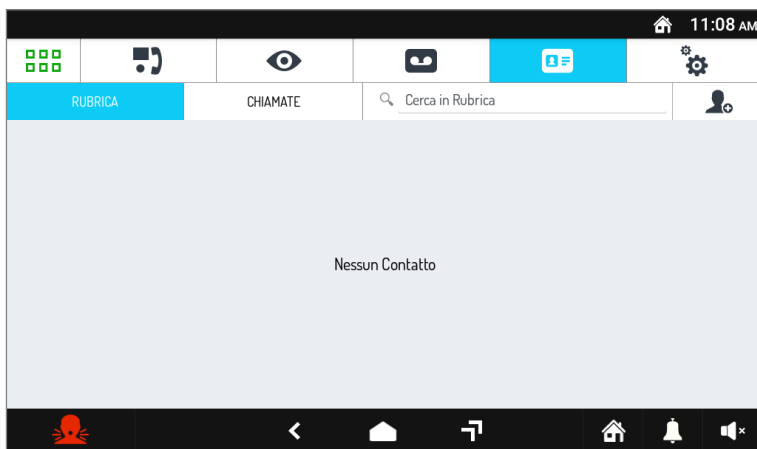 11:08 AM
RUBRICA
CHIAMATE
Cerca in Rubrica
Nessun Contatto